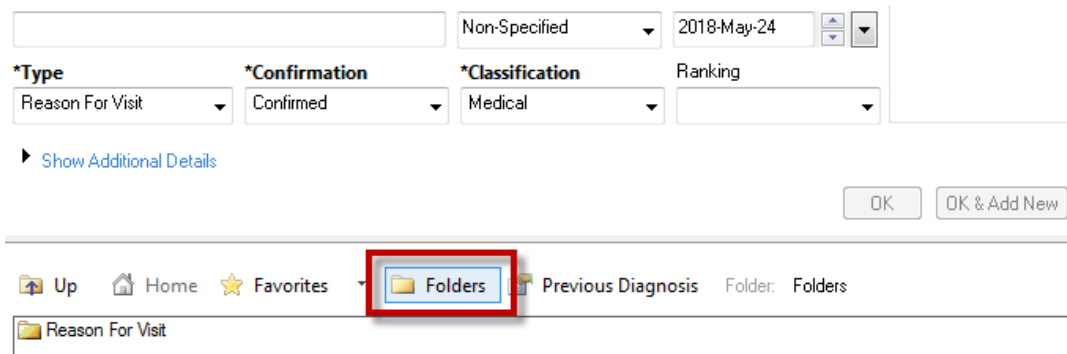 Non-Specified 2018-May-24
*Type *Confirmation *Classification Ranking
Reason For Visit Confirmed Medical
Show Additional Details
OK OK & Add New
Up Home Favorites Folders Previous Diagnosis Folder: Folders
Reason For Visit